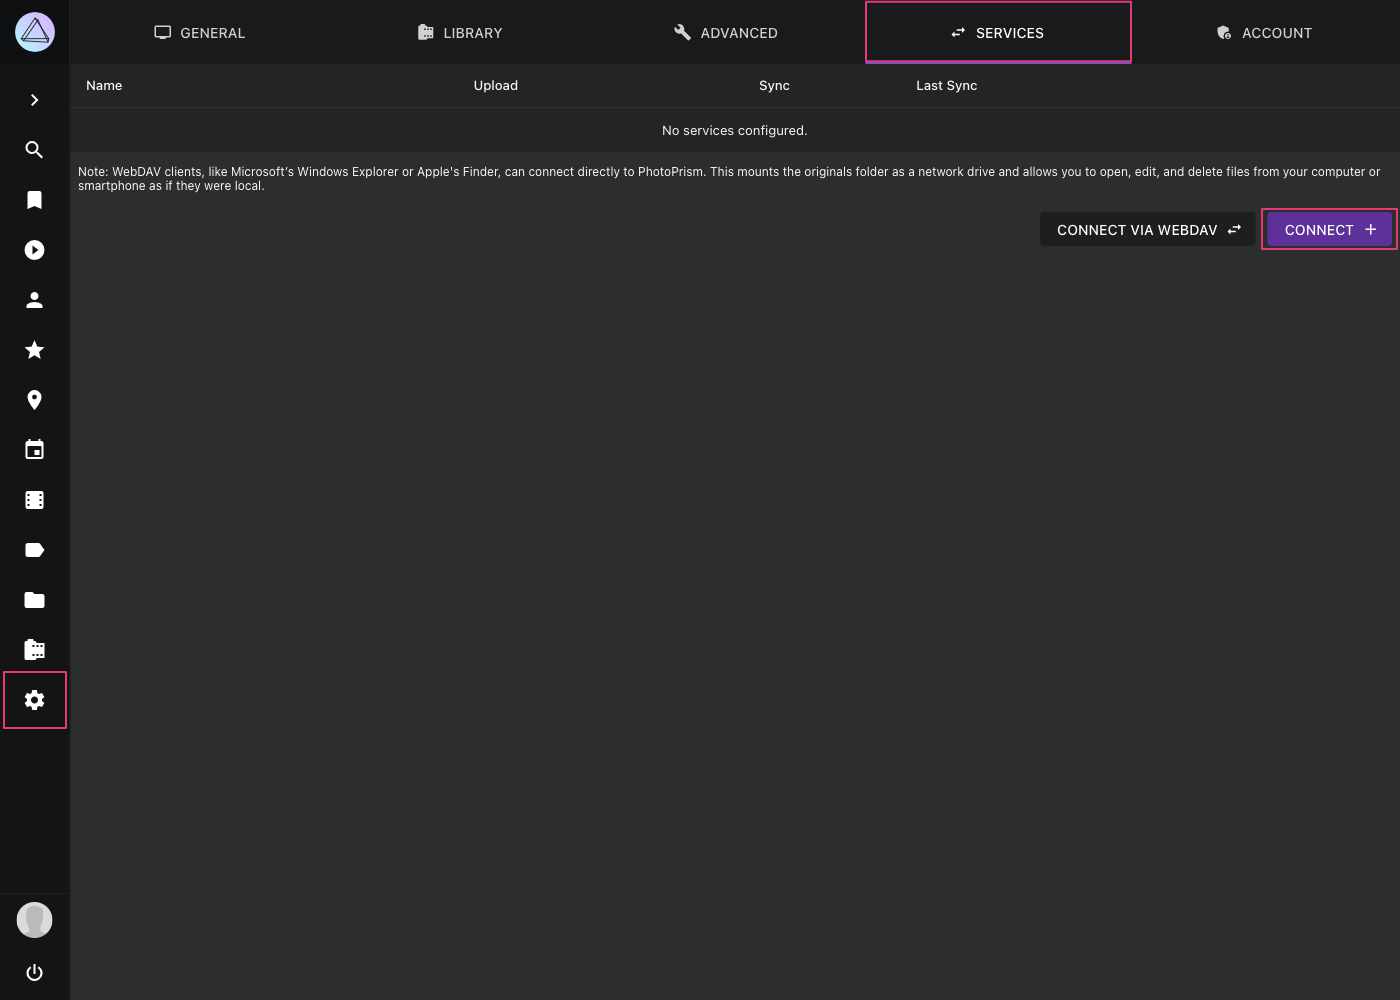 GENERAL
LIBRARY
ADVANCED
SERVICES
ACCOUNT
Name Upload Sync Last Sync
No services configured.
Note: WebDAV clients, like Microsoft’s Windows Explorer or Apple's Finder, can connect directly to PhotoPrism. This mounts the originals folder as a network drive and allows you to open, edit, and delete files from your computer or
smartphone as if they were local.
CONNECT VIA WEBDAV
CONNECT